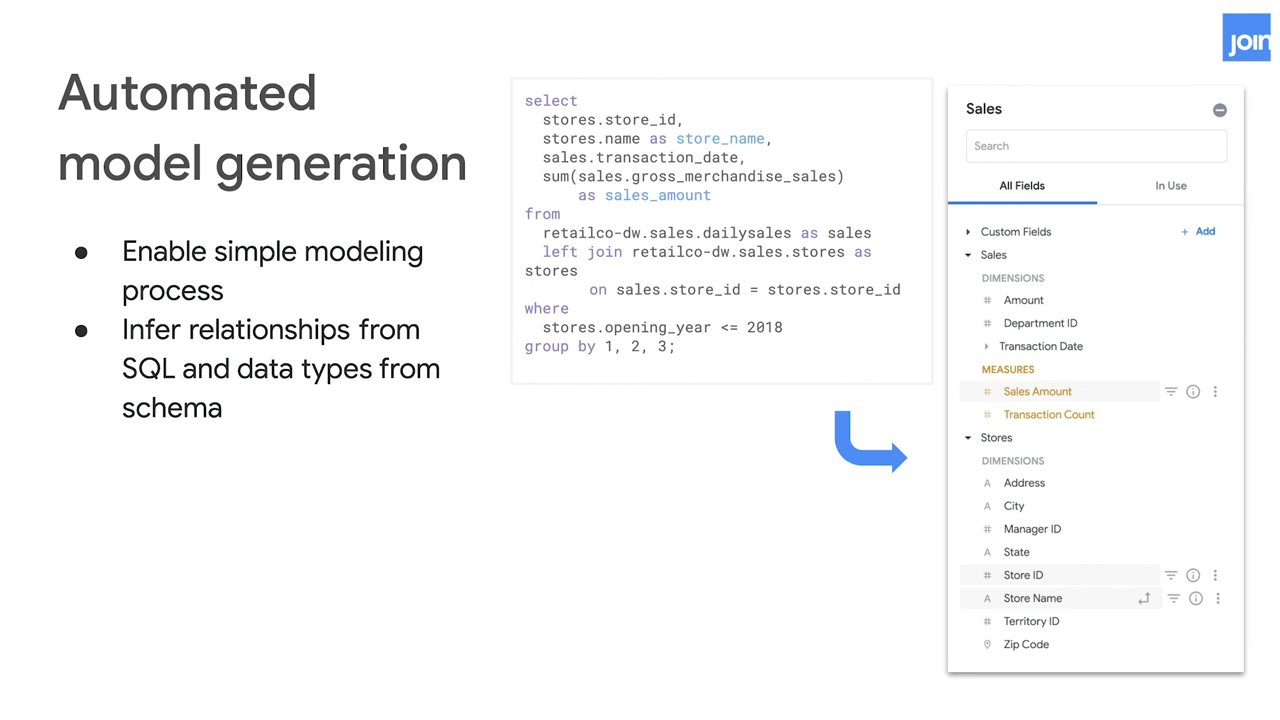 join
Automated
model generation
● Enable simple modeling
process
● Infer relationships from
SQL and data types from
schema
select
stores.store_id,
stores.name as store_name,
sales.transaction_date,
sum(sales.gross_merchandise_sales)
as sales_amount
from
retailco-dw.sales.dailysales as sales
left join retailco-dw.sales.stores as
stores
on sales.store_id = stores.store_id
where
stores.opening_year <= 2018
group by 1, 2, 3;
Sales
Search
All Fields In Use
Custom Fields + Add
Sales
DIMENSIONS
# Amount
# Department ID
Transaction Date
MEASURES
# Sales Amount
# Transaction Count
Stores
DIMENSIONS
A Address
A City
# Manager ID
A State
# Store ID
A Store Name
# Territory ID
Zip Code